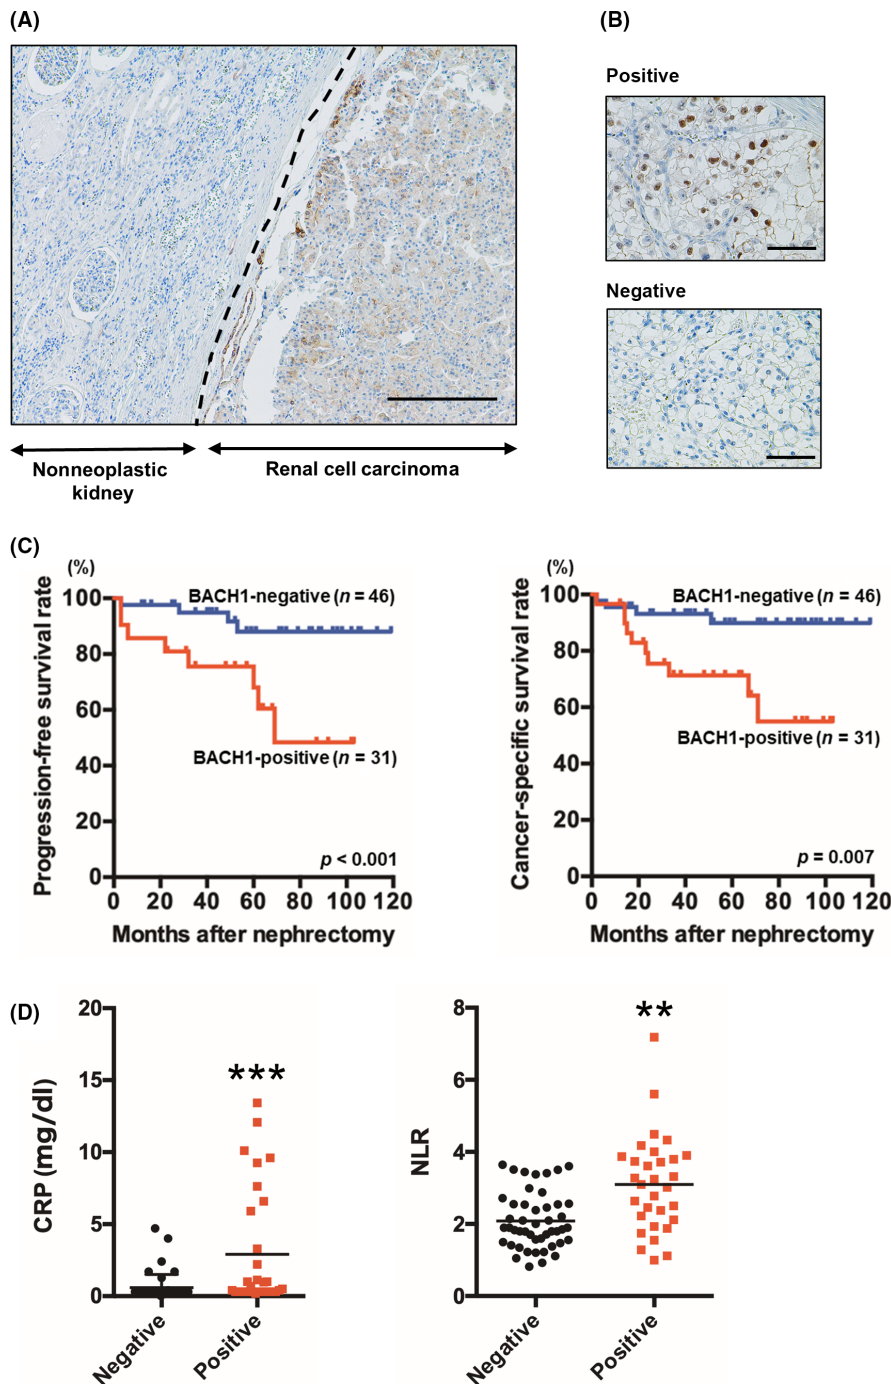 (A)
(B)
Positive
Negative
Nonneoplastic
kidney
Renal cell carcinoma
(C)
(%)
Progression-free survival rate
100
80
60
40
20
0
BACH1-negative (n = 46)
BACH1-positive (n = 31)
p < 0.001
0 20 40 60 80 100 120
Months after nephrectomy
(%)
Cancer-specific survival rate
100
80
60
40
20
0
BACH1-negative (n = 46)
BACH1-positive (n = 31)
p = 0.007
0 20 40 60 80 100 120
Months after nephrectomy
(D)
CRP (mg/dl)
20
15
10
5
0
***
Negative
Positive
NLR
8
6
4
2
0
**
Negative
Positive